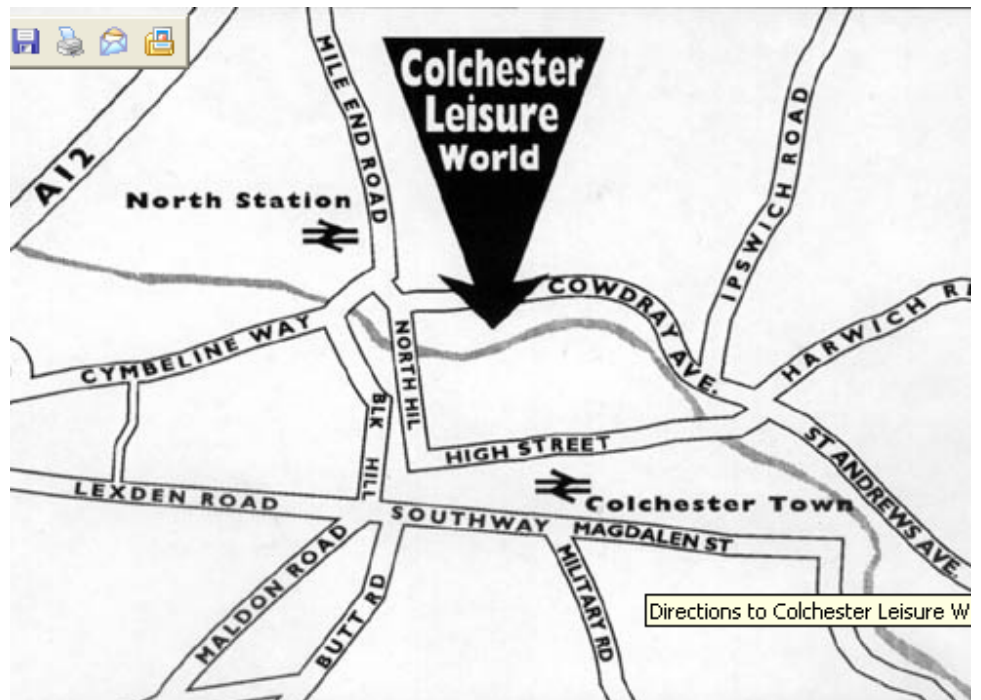 Colchester
Leisure
World
MILE END ROAD
A12
North Station
IPSWICH ROAD
COWDRAY AVE.
HARWICH
CYMBELINE WAY
NORTH HIL
BLK HILL
HIGH STREET
ST ANDREWS AVE.
LEXDEN ROAD
Colchester Town
SOUTHWAY
MAGDALEN ST
MALDON ROAD
BUTT RD
MILITARY RD
Directions to Colchester Leisure W